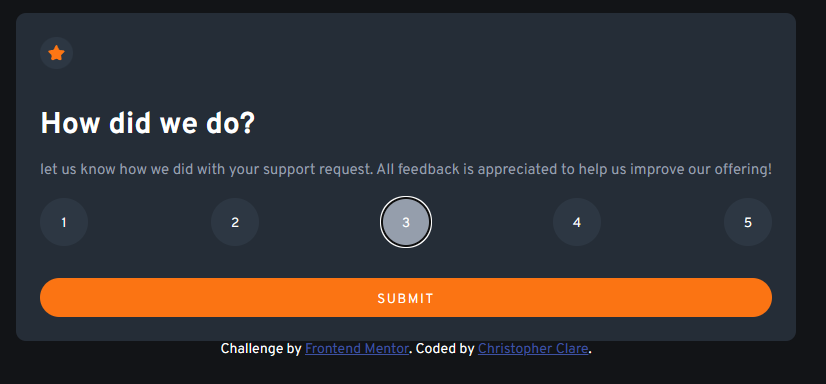 How did we do?
let us know how we did with your support request. All feedback is appreciated to help us improve our offering!
1 2 3 4 5
SUBMIT
Challenge by Frontend Mentor. Coded by Christopher Clare.